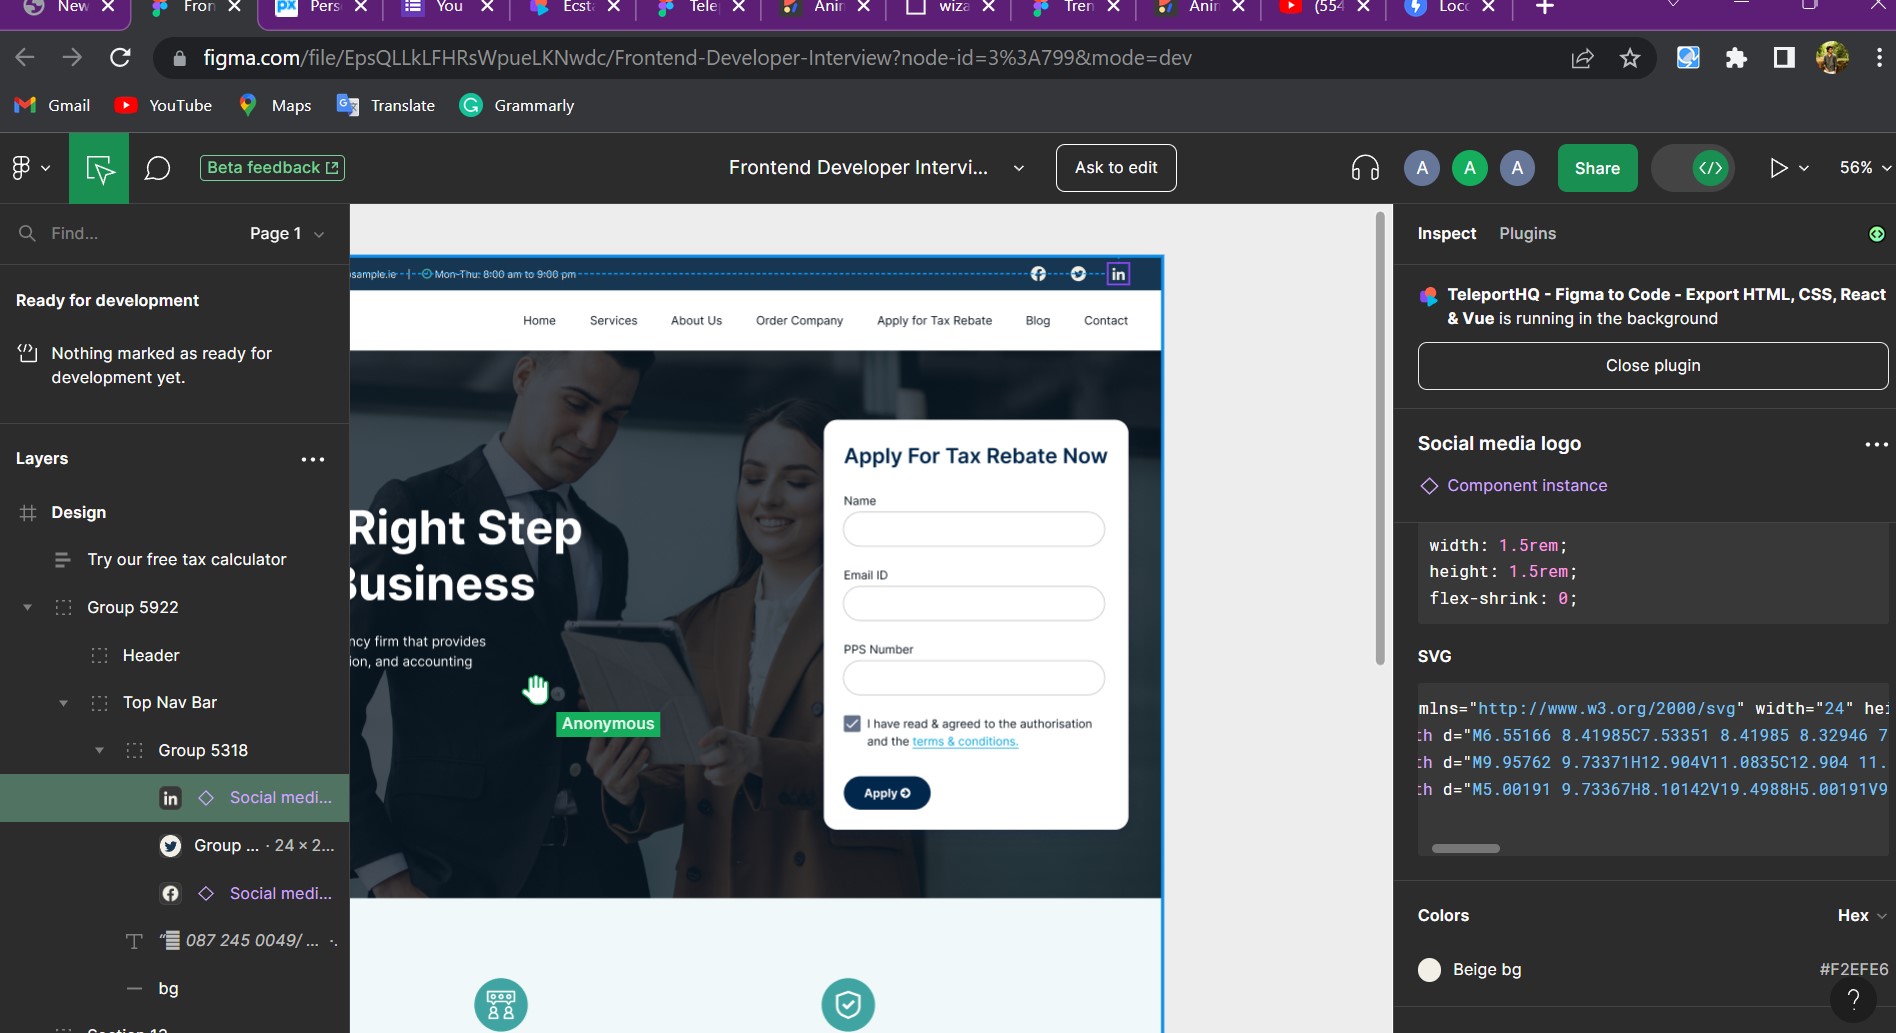 New
Fron
Pers
You
Ecst
Telep
Anin
wiza
Tren
Anin
(554
Loco
figma.com/file/EpsQLLkLFHRsWpueLKNwdc/Frontend-Developer-Interview?node-id=3%3A799&mode=dev
Gmail
YouTube
Maps
Translate
Grammarly
Beta feedback
Frontend Developer Intervi...
Ask to edit
A
A
A
Share
</>
56%
Find...
Page 1
Ready for development
Nothing marked as ready for
development yet.
Layers
Design
Try our free tax calculator
Group 5922
Header
Top Nav Bar
Group 5318
in
Social medi...
Group ... · 24 × 2...
Social medi...
087 245 0049/ ...
bg
Section 12
sample.ie | Mon-Thu: 8:00 am to 9:00 pm
in
Home
Services
About Us
Order Company
Apply for Tax Rebate
Blog
Contact
Right Step
Business
ncy firm that provides
ion, and accounting
Anonymous
Apply For Tax Rebate Now
Name
Email ID
PPS Number
I have read & agreed to the authorisation
and the terms & conditions.
Apply
Inspect
Plugins
TeleportHQ - Figma to Code - Export HTML, CSS, React
& Vue is running in the background
Close plugin
Social media logo
Component instance
width: 1.5rem;
height: 1.5rem;
flex-shrink: 0;
SVG
mlns="http://www.w3.org/2000/svg" width="24" hei
th d="M6.55166 8.41985C7.53351 8.41985 8.32946 7
th d="M9.95762 9.73371H12.904V11.0835C12.904 11.
th d="M5.00191 9.73367H8.10142V19.4988H5.00191V9
Colors
Hex
Beige bg
#F2EFE6
?